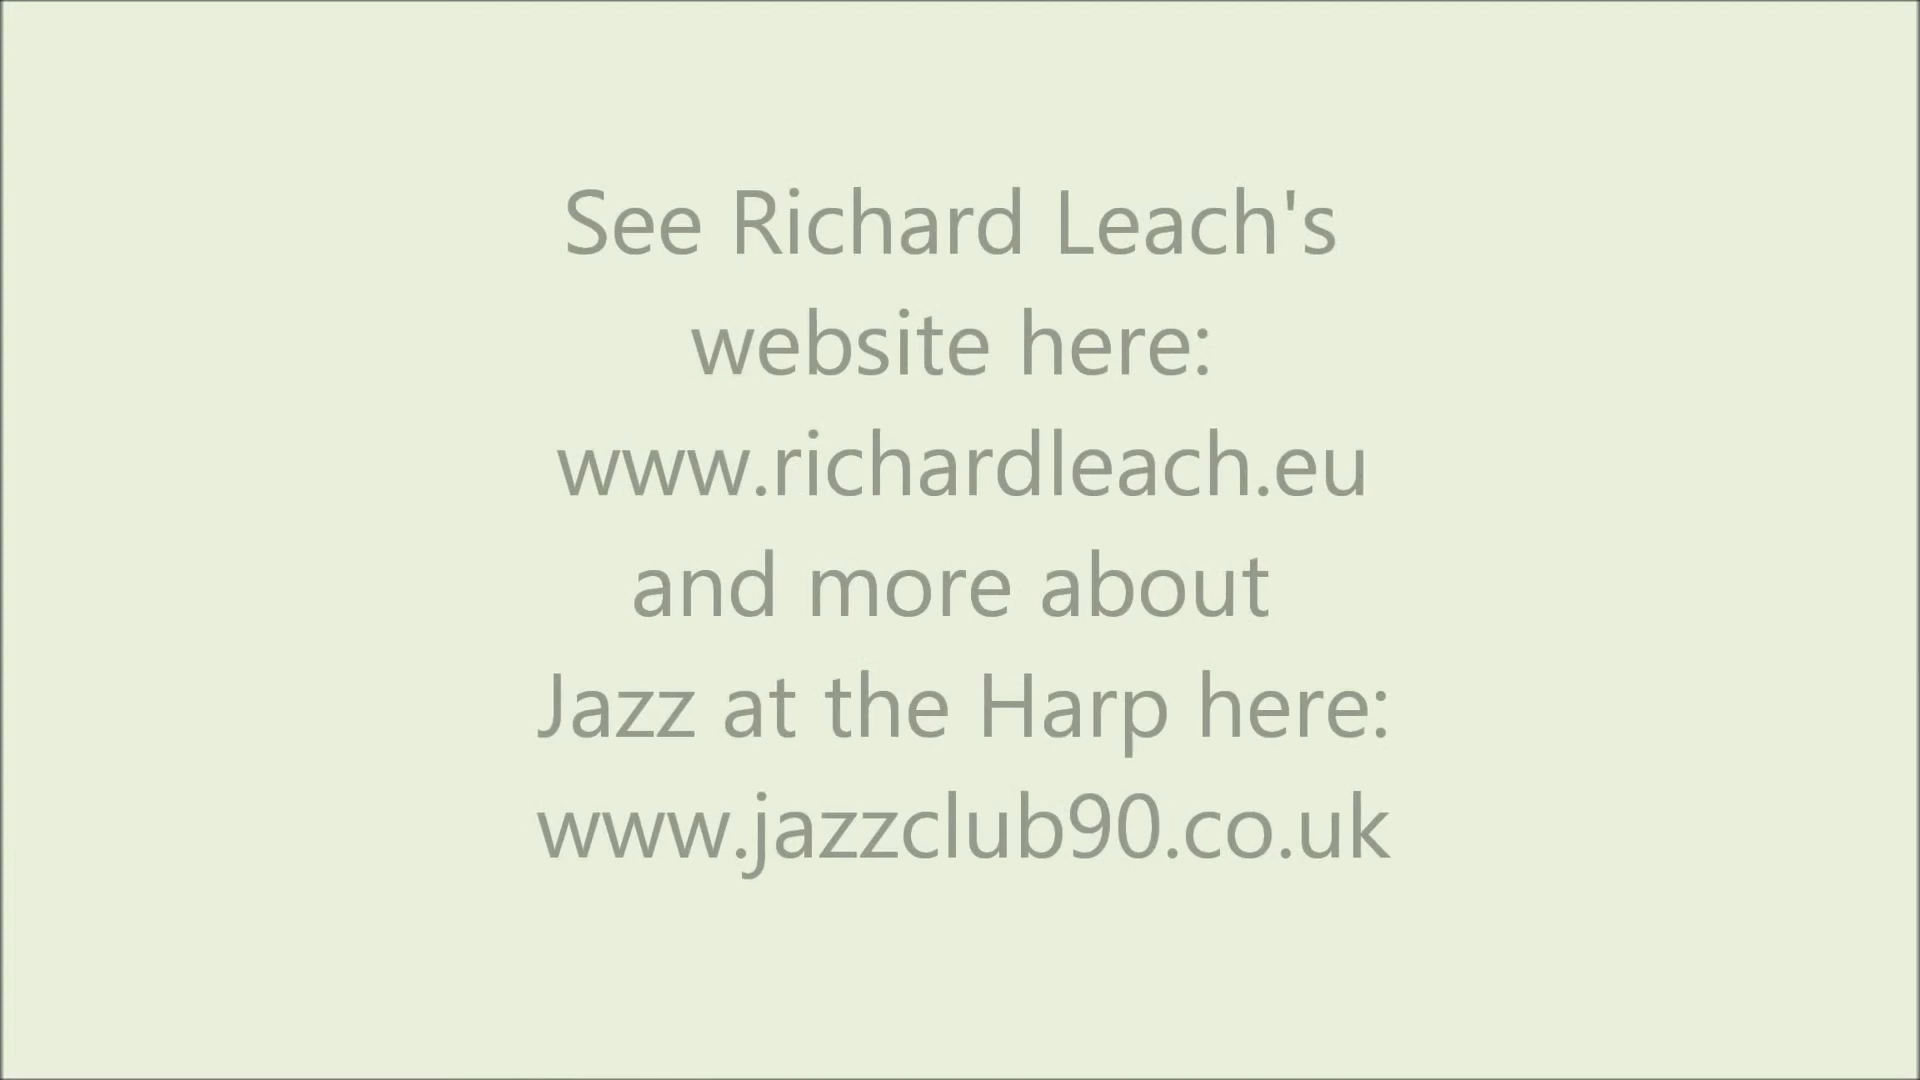 See Richard Leach's
website here:
www.richardleach.eu
and more about
Jazz at the Harp here:
www.jazzclub90.co.uk